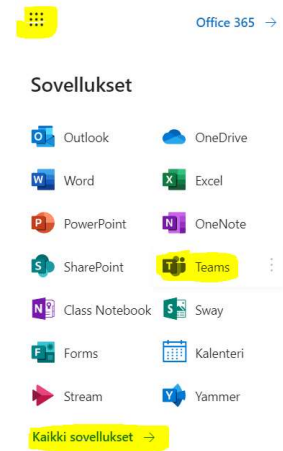 Office 365 →
Sovellukset
Outlook OneDrive
Word Excel
PowerPoint OneNote
SharePoint Teams
Class Notebook Sway
Forms Kalenteri
Stream Yammer
Kaikki sovellukset →